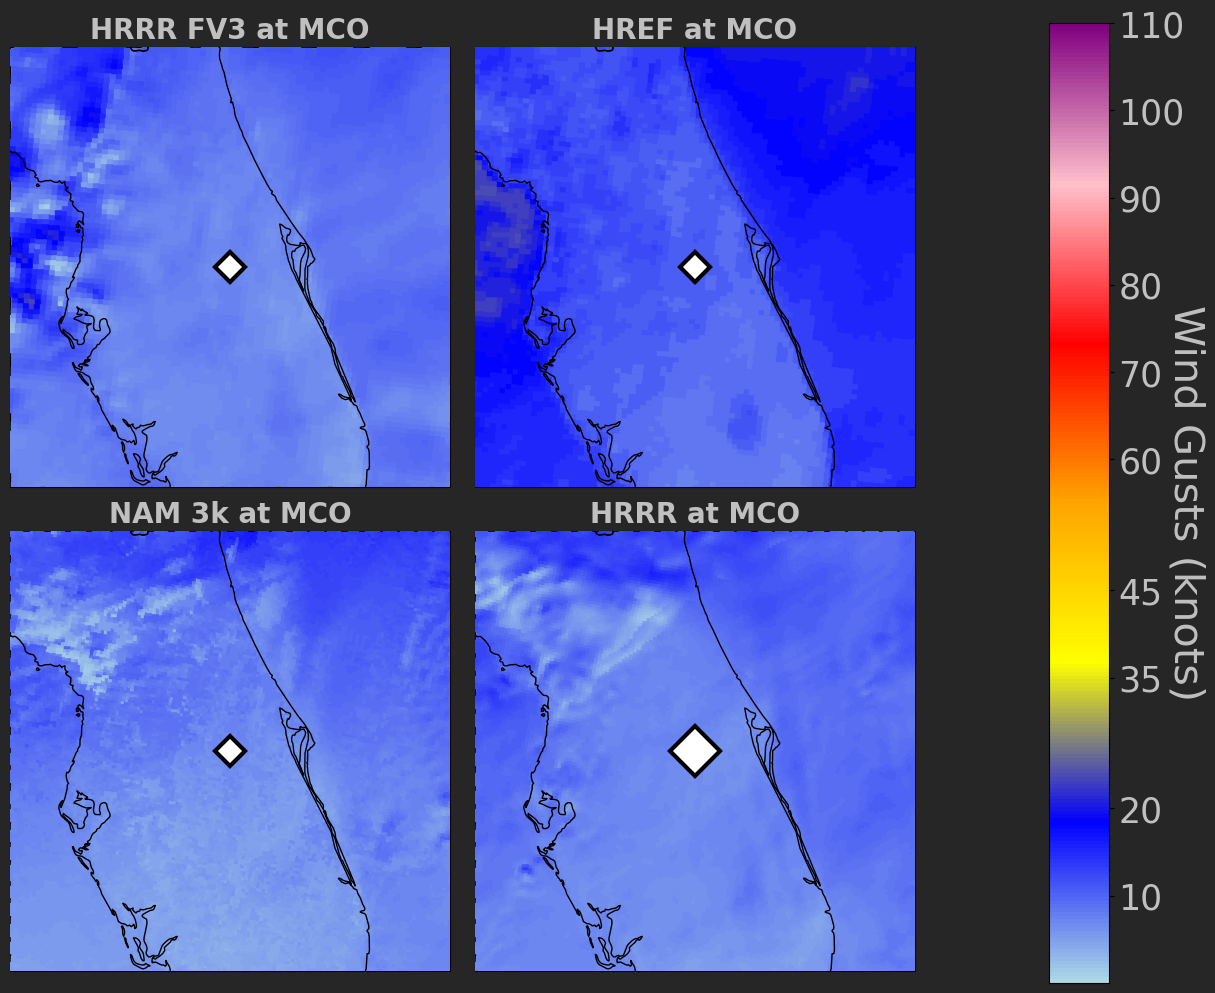 HRRR FV3 at MCO
HREF at MCO
NAM 3k at MCO
HRRR at MCO
110
100
90
80
70
60
45
35
20
10
Wind Gusts (knots)